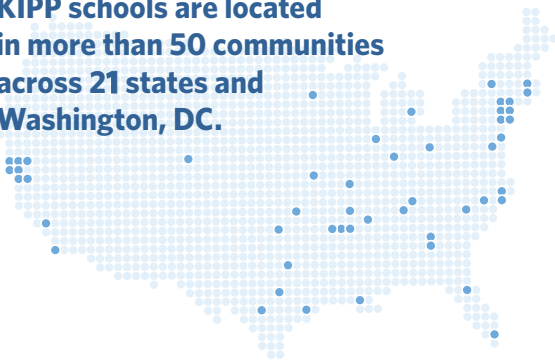 KIPP schools are located
in more than 50 communities
across 21 states and
Washington, DC.